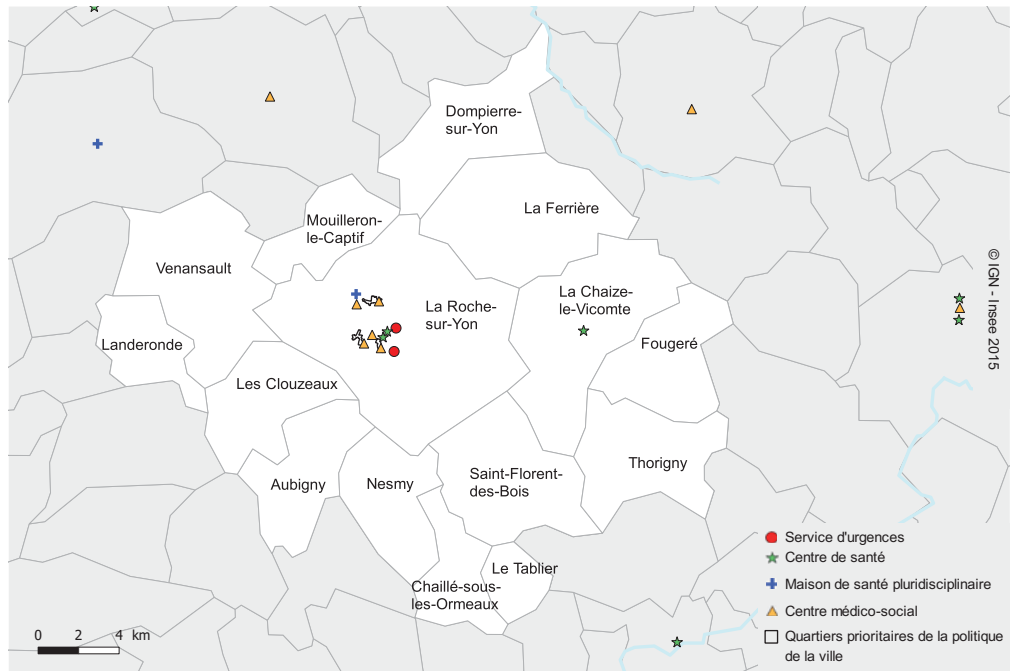 Dompierre-
sur-Yon
La Ferrière
Mouilleron-
le-Captif
Venansault
La Roche-
sur-Yon
La Chaize-
le-Vicomte
Landeronde
Fougeré
Les Clouzeaux
Aubigny
Nesmy
Saint-Florent-
des-Bois
Thorigny
Le Tablier
Chaillé-sous-
les-Ormeaux
© IGN - Insee 2015
Service d'urgences
Centre de santé
Maison de santé pluridisciplinaire
Centre médico-social
Quartiers prioritaires de la politique
de la ville
0 2 4 km